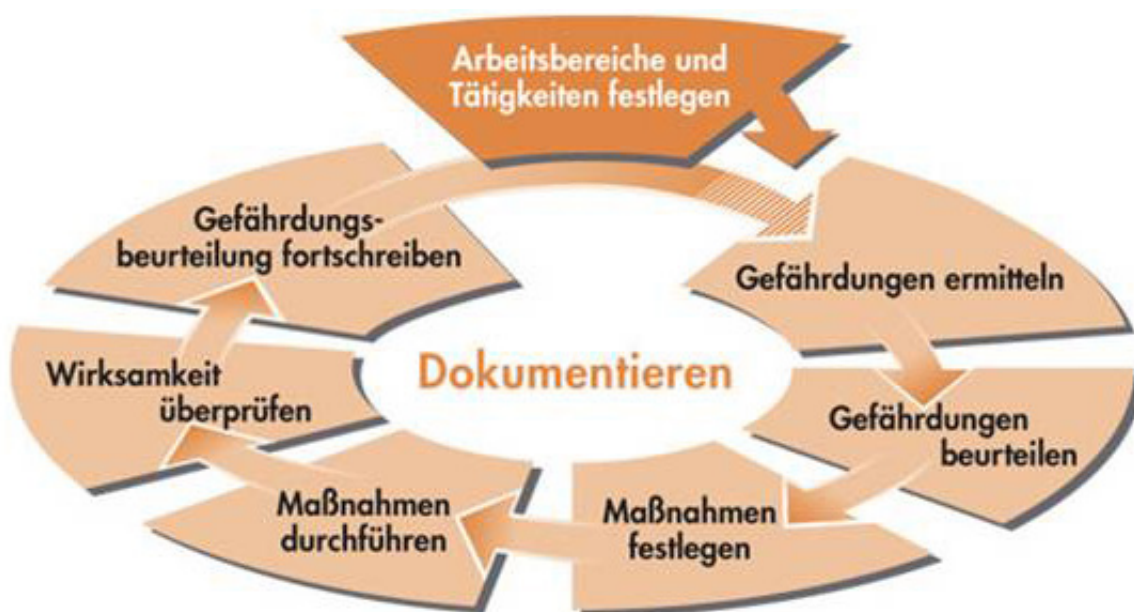 Arbeitsbereiche und
Tätigkeiten festlegen
Gefährdungen ermitteln
Gefährdungen
beurteilen
Maßnahmen
festlegen
Maßnahmen
durchführen
Wirksamkeit
überprüfen
Gefährdungs-
beurteilung fortschreiben
Dokumentieren